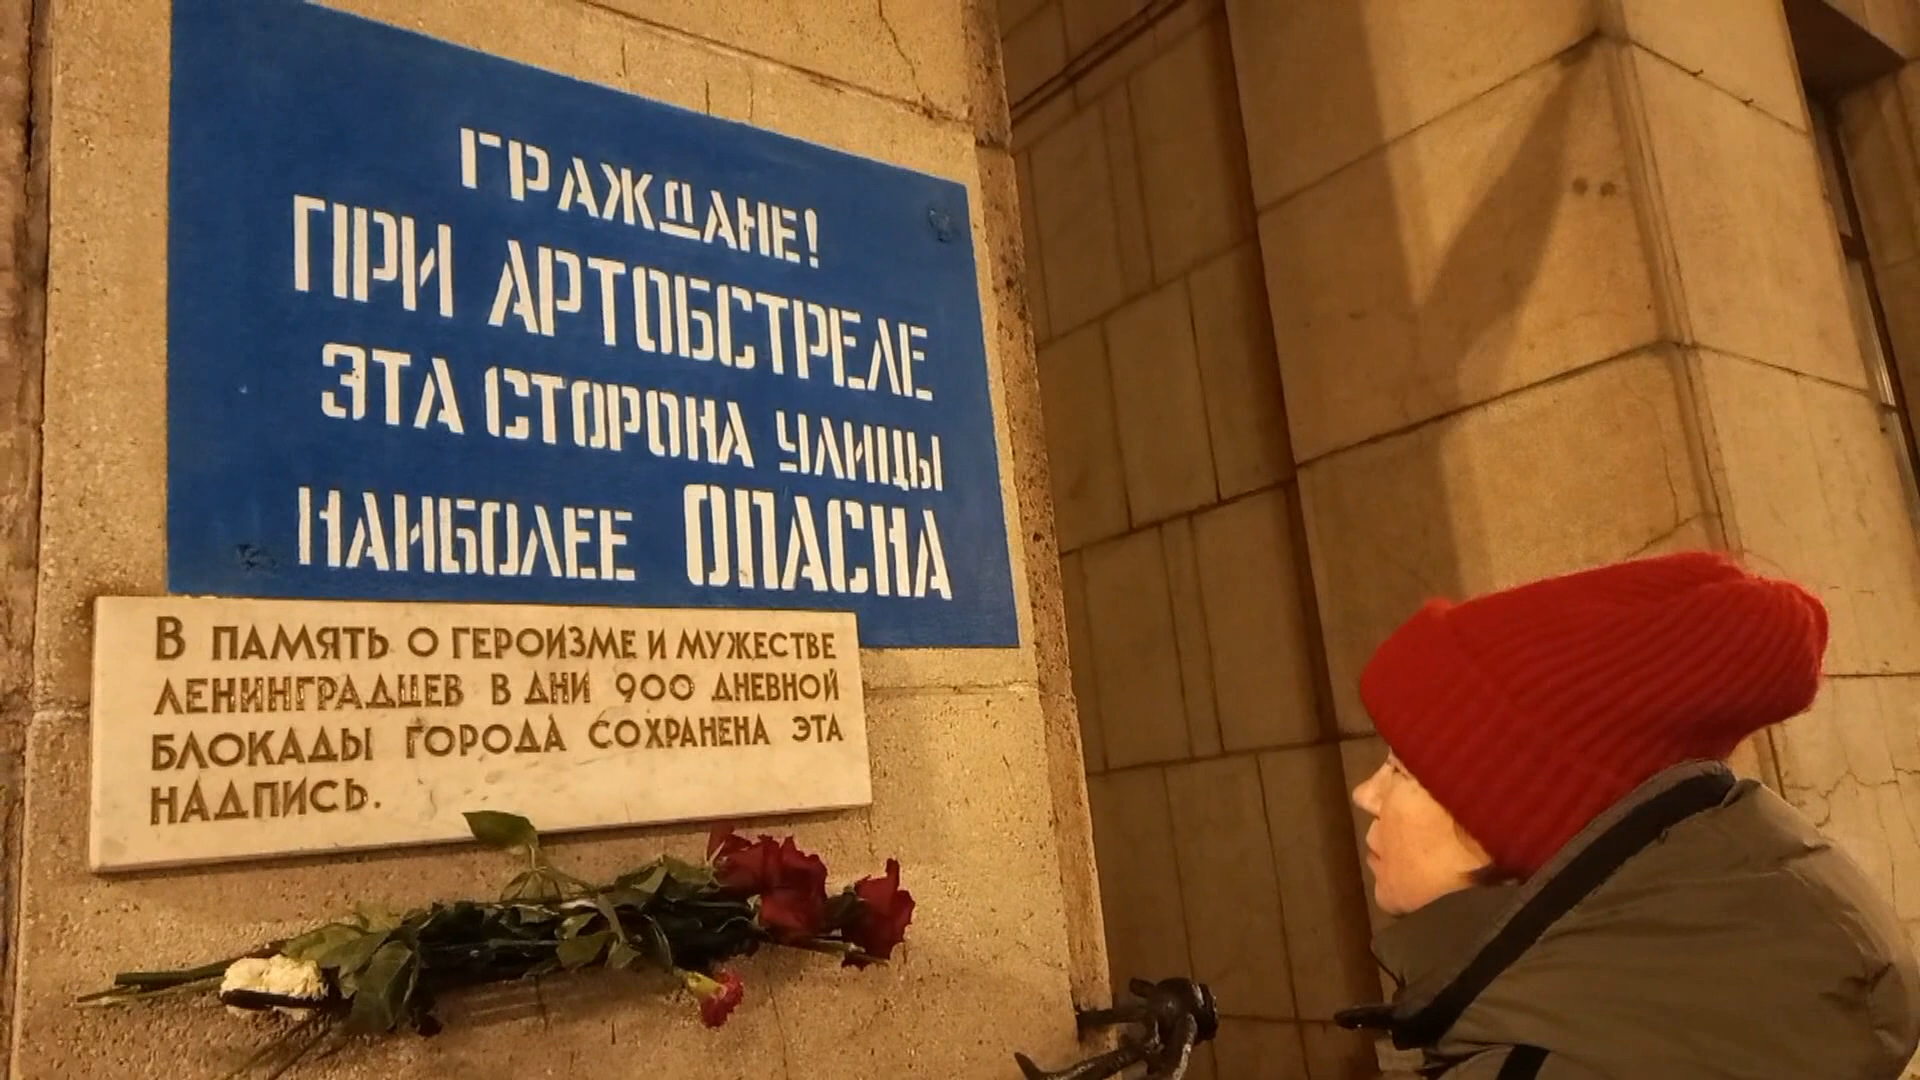 ГРАЖДАНЕ!
ПРИ АРТОБСТРЕЛЕ
ЭТА СТОРОНА УЛИЦЫ
НАИБОЛЕЕ ОПАСНА
В ПАМЯТЬ О ГЕРОИЗМЕ И МУЖЕСТВЕ
ЛЕНИНГРАДЦЕВ В ДНИ 900 ДНЕВНОЙ
БЛОКАДЫ ГОРОДА СОХРАНЕНА ЭТА
НАДПИСЬ.